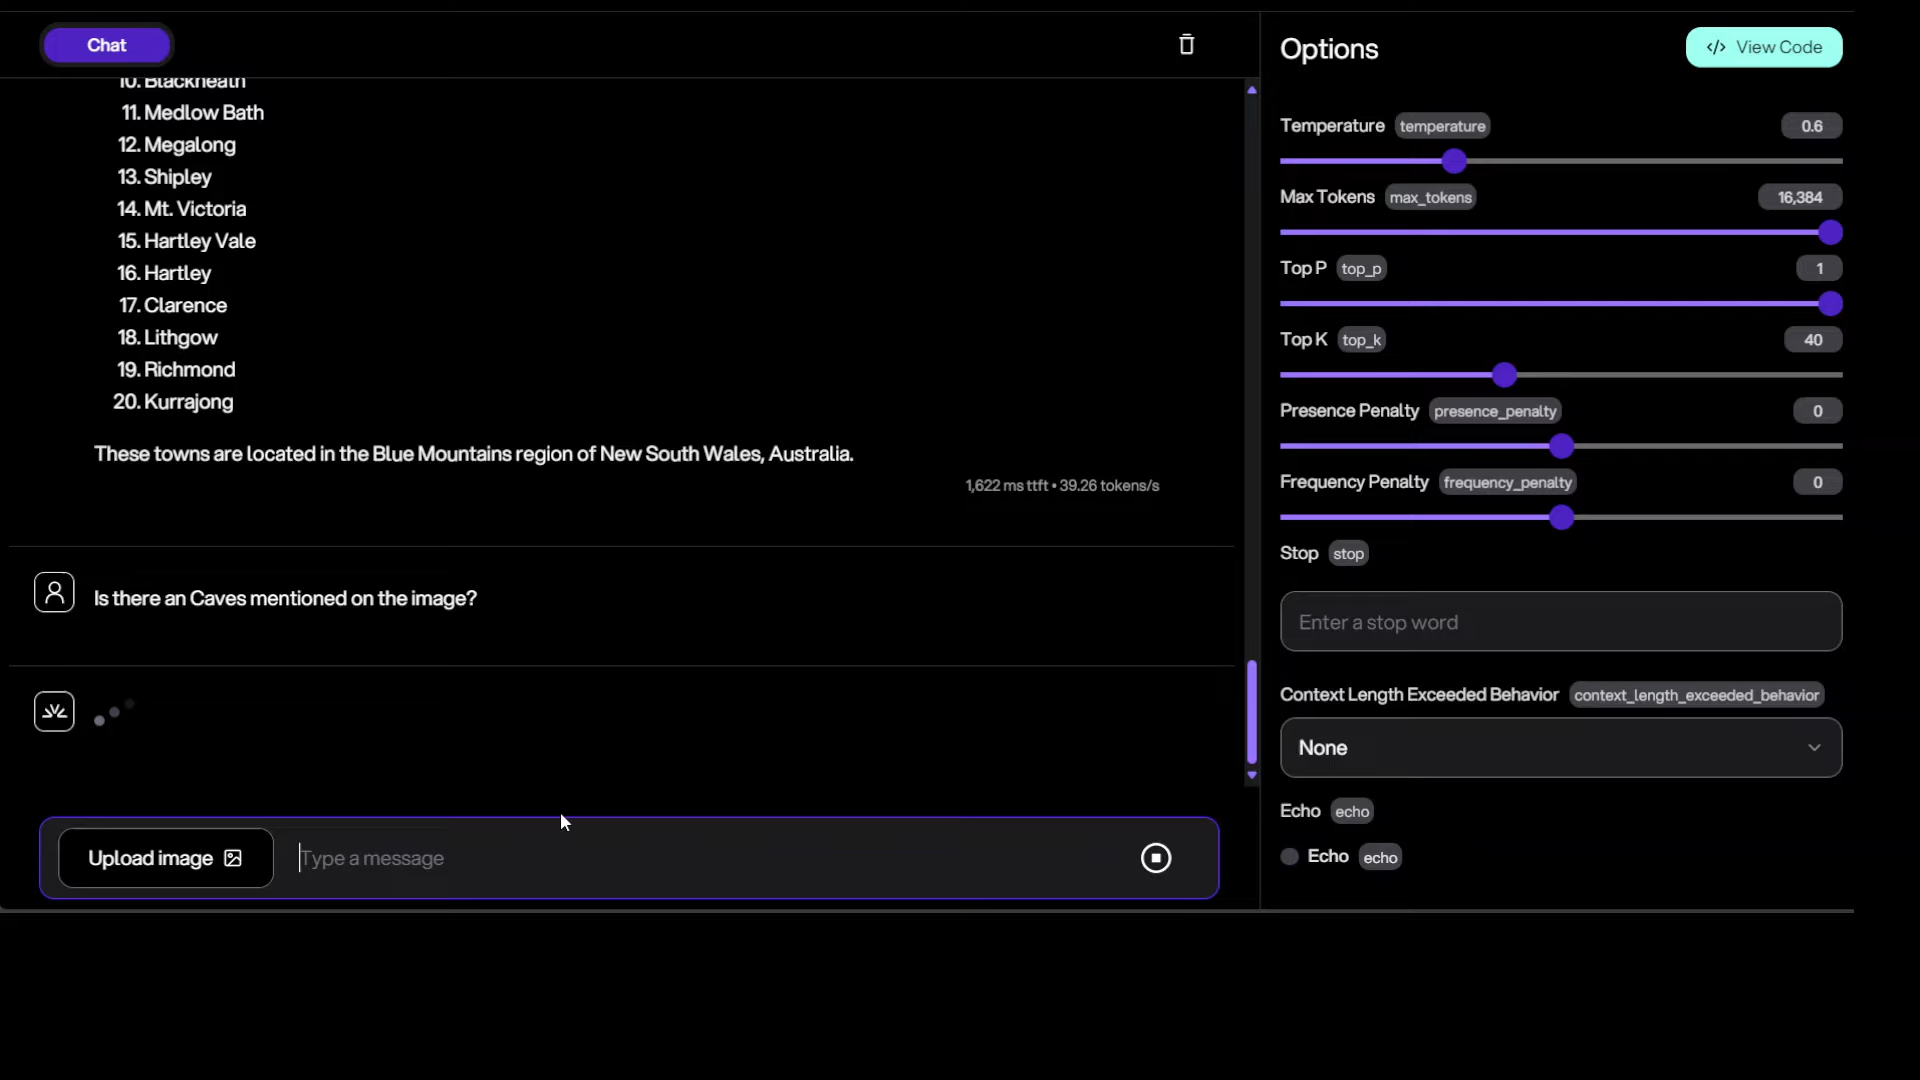 Chat
10. Blackheath
11. Medlow Bath
12. Megalong
13. Shipley
14. Mt. Victoria
15. Hartley Vale
16. Hartley
17. Clarence
18. Lithgow
19. Richmond
20. Kurrajong
These towns are located in the Blue Mountains region of New South Wales, Australia.
1,622 ms ttft • 39.26 tokens/s
Is there an Caves mentioned on the image?
Upload image
Type a message
Options
</> View Code
Temperature temperature 0.6
Max Tokens max_tokens 16,384
Top P top_p 1
Top K top_k 40
Presence Penalty presence_penalty 0
Frequency Penalty frequency_penalty 0
Stop stop
Enter a stop word
Context Length Exceeded Behavior context_length_exceeded_behavior
None
Echo echo
Echo echo